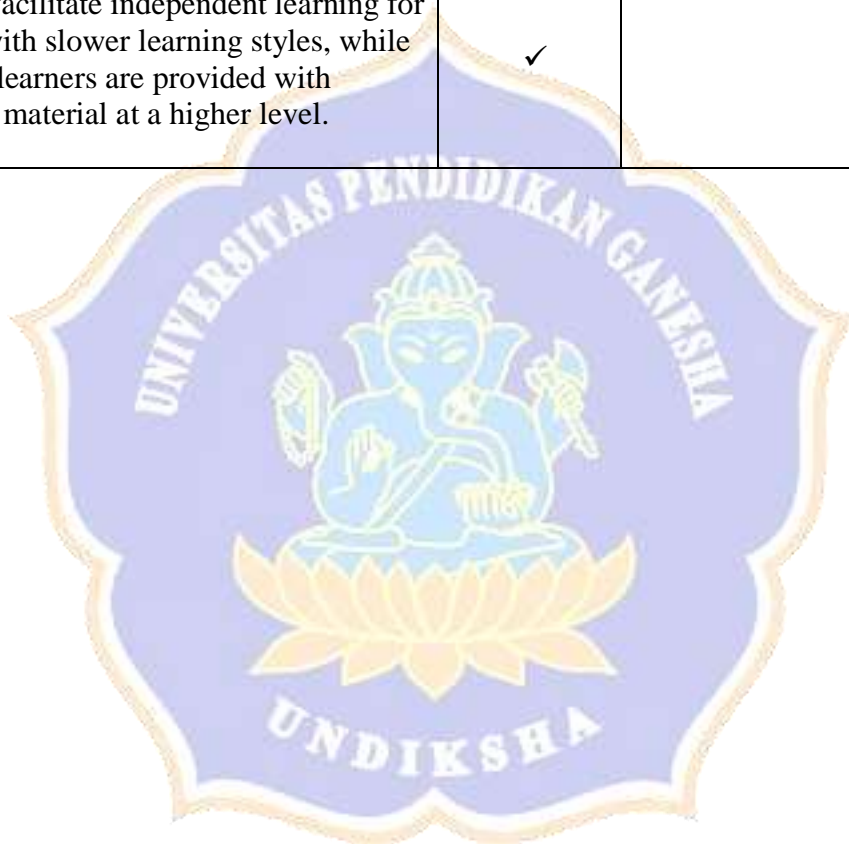 facilitate independent learning for
with slower learning styles, while
learners are provided with
✓
material at a higher level.
UNIVERSITAS PENDIDIKAN GANESHA
UNDIKSHA